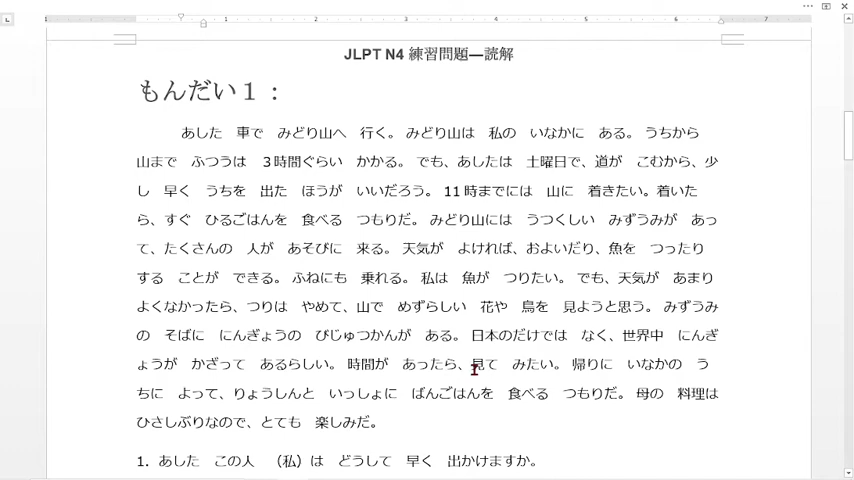 1 1 2 3 4 5 6 7
JLPT N4 練習問題—読解
もんだい１：
あした　車で　みどり山へ　行く。 みどり山は　私の　いなかに　ある。 うちから
山まで　ふつうは　３時間ぐらい　かかる。 でも、あしたは　土曜日で、道が　こむから、少
し　早く　うちを　出た　ほうが　いいだろう。 11 時までには　山に　着きたい。着いた
ら、すぐ　ひるごはんを　食べる　つもりだ。 みどり山には　うつくしい　みずうみが　あっ
て、たくさんの　人が　あそびに　来る。 天気が　よければ、およいだり、魚を　つったり
する　ことが　できる。 ふねにも　乗れる。 私は　魚が　つりたい。 でも、天気が　あまり
よくなかったら、つりは　やめて、山で　めずらしい　花や　鳥を　見ようと思う。 みずうみ
の　そばに　にんぎょうの　びじゅつかんが　ある。 日本のだけでは　なく、世界中　にんぎ
ょうが　かざって　あるらしい。 時間が　あったら、見て　みたい。 帰りに　いなかの　う
ちに　よって、りょうしんと　いっしょに　ばんごはんを　食べる　つもりだ。 母の　料理は
ひさしぶりなので、とても　楽しみだ。
1. あした　この人　（私）は　どうして　早く　出かけますか。